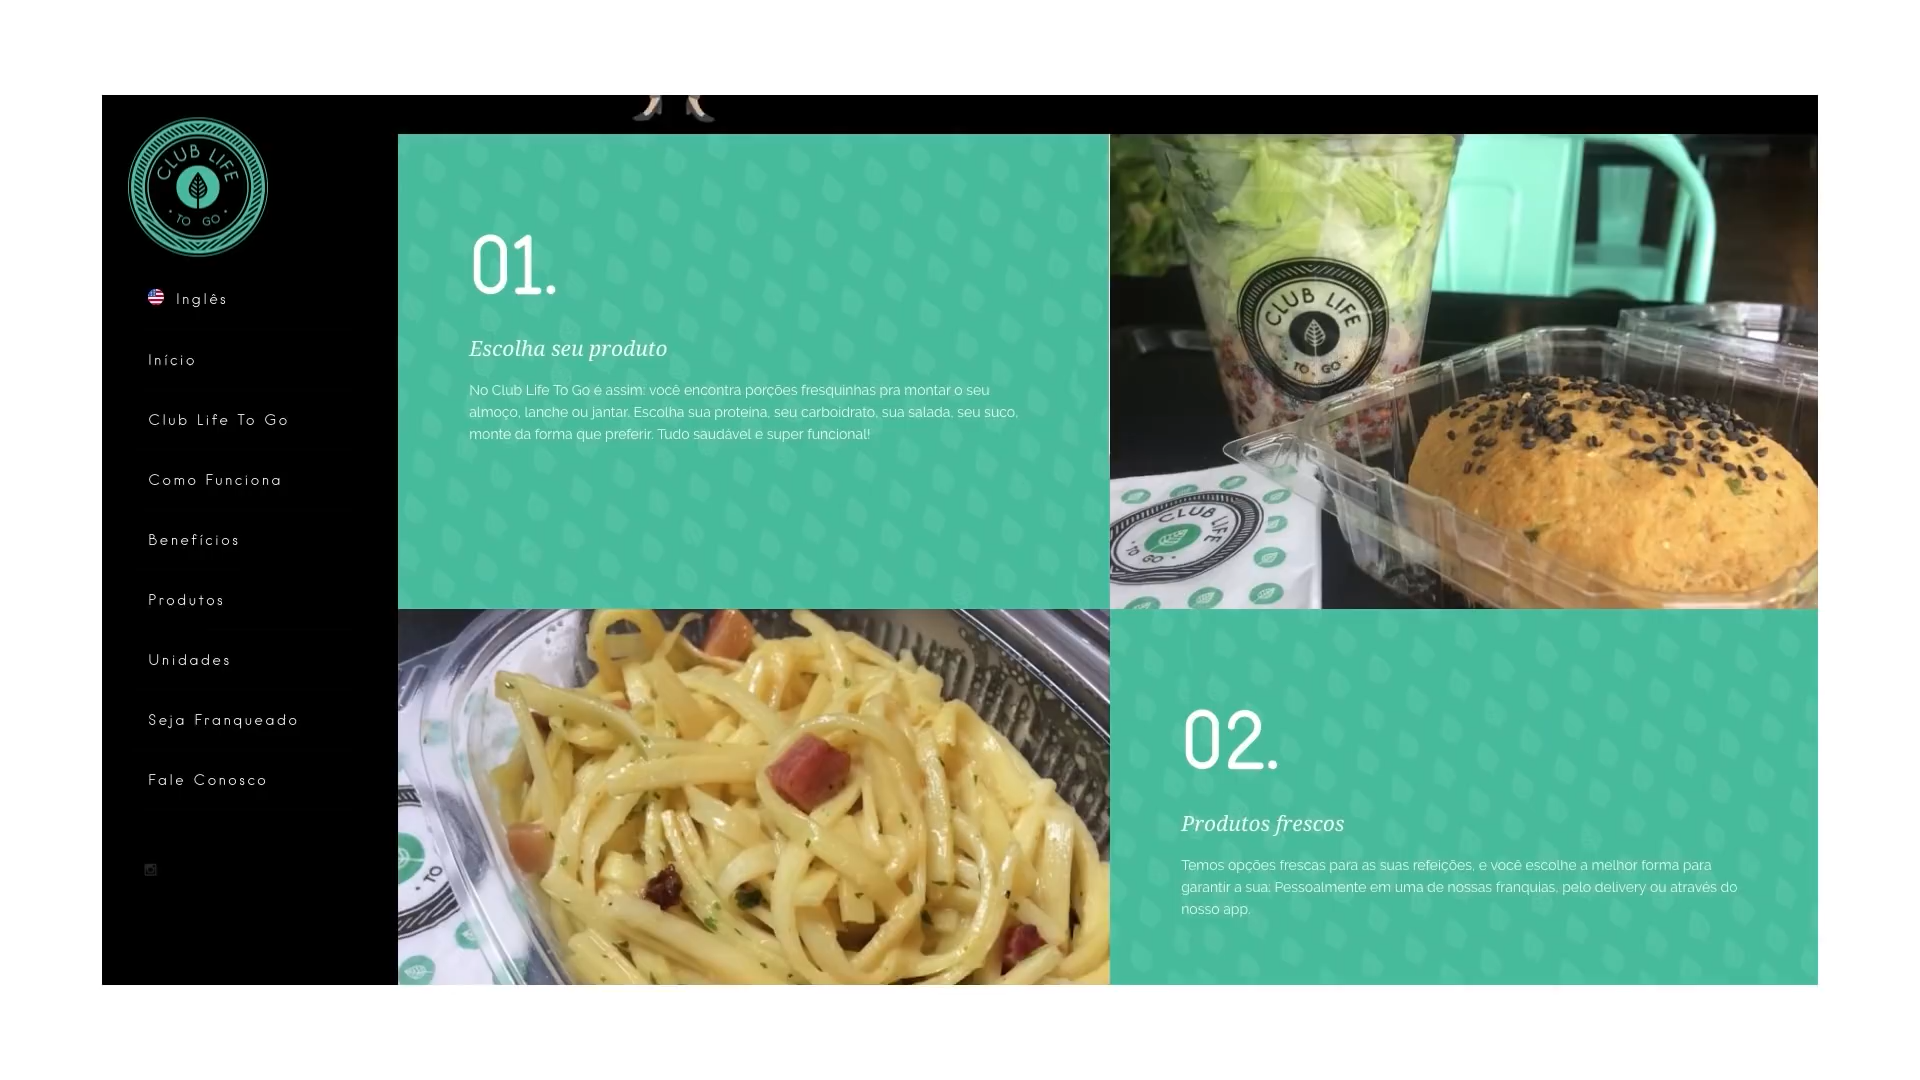 CLUB LIFE
TO GO
Inglês
Início
Club Life To Go
Como Funciona
Benefícios
Produtos
Unidades
Seja Franqueado
Fale Conosco
01.
Escolha seu produto
No Club Life To Go é assim: você encontra porções fresquinhas pra montar o seu
almoço, lanche ou jantar. Escolha sua proteína, seu carboidrato, sua salada, seu suco,
monte da forma que preferir. Tudo saudável e super funcional!
CLUB LIFE
TO GO
CLUB LIFE
TO GO
TO
02.
Produtos frescos
Temos opções frescas para as suas refeições, e você escolhe a melhor forma para
garantir a sua: Pessoalmente em uma de nossas franquias, pelo delivery ou através do
nosso app.